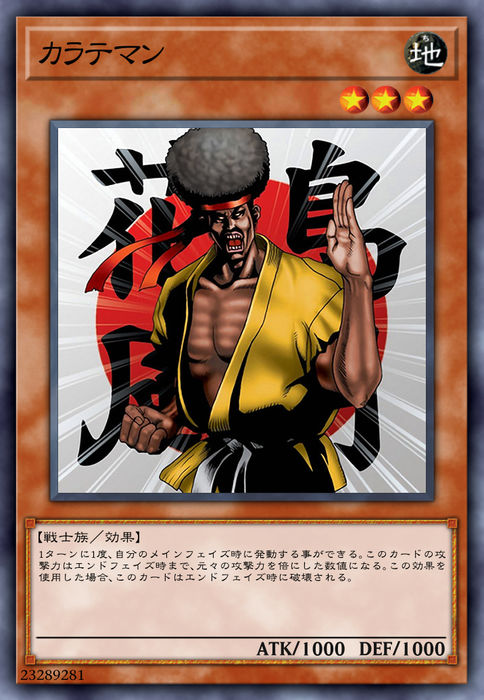 カラテマン
ち
地
花鳥
風
【戦士族／効果】
1ターンに1度、自分のメインフェイズ時に発動する事ができる。このカードの攻
撃力はエンドフェイズ時まで、元々の攻撃力を倍にした数値になる。この効果を
使用した場合、このカードはエンドフェイズ時に破壊される。
ATK/1000 DEF/1000
23289281